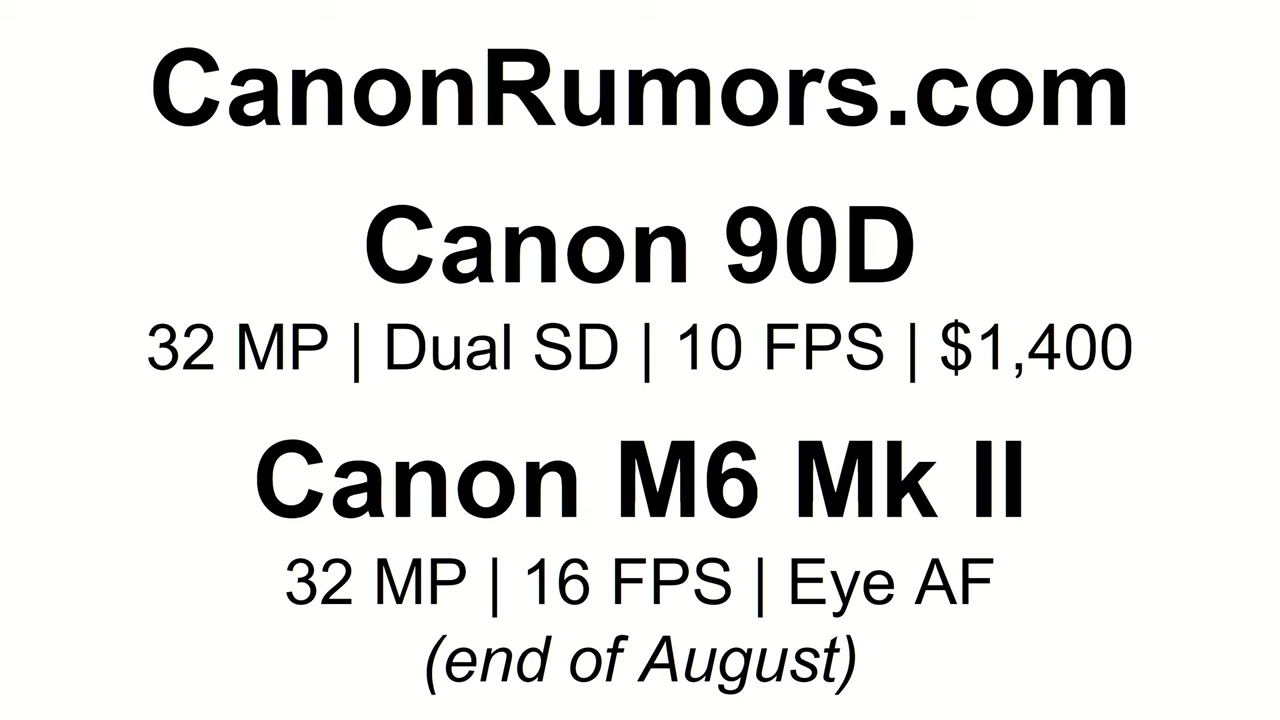 CanonRumors.com
Canon 90D
32 MP | Dual SD | 10 FPS | $1,400
Canon M6 Mk II
32 MP | 16 FPS | Eye AF
(end of August)